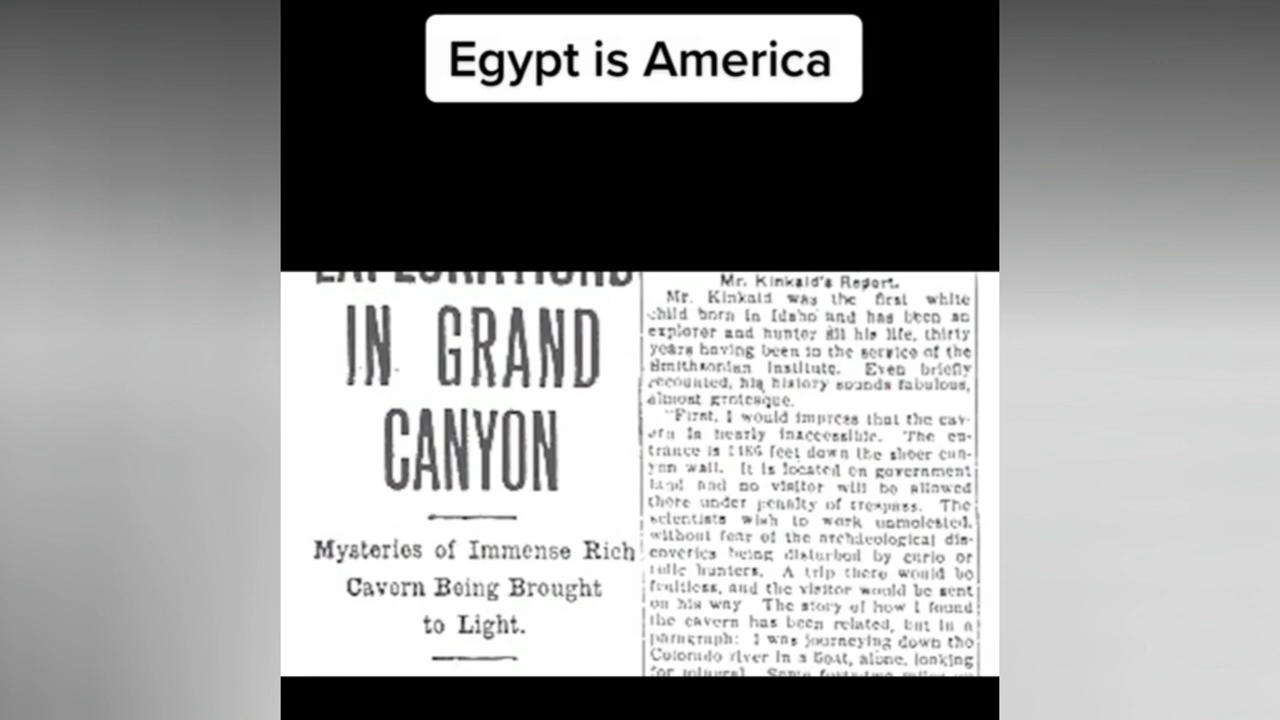 Egypt is America
EXPLORATIONS
IN GRAND
CANYON
Mysteries of Immense Rich
Cavern Being Brought
to Light.
Mr. Kinkaid's Report.
Mr. Kinkaid was the first white
child born in Idaho and has been an
explorer and hunter all his life, thirty
years having been in the service of the
Smithsonian Institute. Even briefly
recounted, his history sounds fabulous,
almost grotesque.
"First, I would impress that the cav-
ern is nearly inaccessible. The en-
trance is 1486 feet down the sheer can-
yon wall. It is located on government
land and no visitor will be allowed
there under penalty of trespass. The
scientists wish to work unmolested,
without fear of the archæological dis-
coveries being disturbed by curio or
relic hunters. A trip there would be
fruitless, and the visitor would be sent
on his way. The story of how I found
the cavern has been related, but in a
paragraph: I was journeying down the
Colorado river in a boat, alone, looking
for mineral. Some